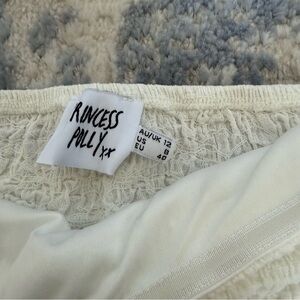 PRINCESS
POLLY xx
AU/UK 12
US 8
EU 40